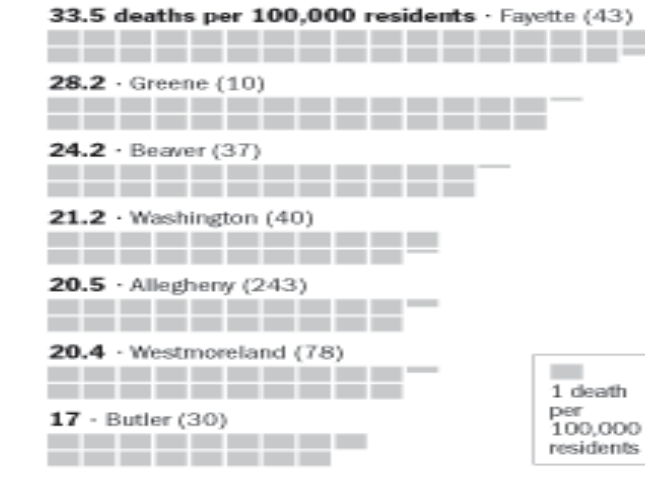 33.5 deaths per 100,000 residents · Fayette (43)
28.2 · Greene (10)
24.2 · Beaver (37)
21.2 · Washington (40)
20.5 · Allegheny (243)
20.4 · Westmoreland (78)
17 · Butler (30)
1 death
per
100,000
residents